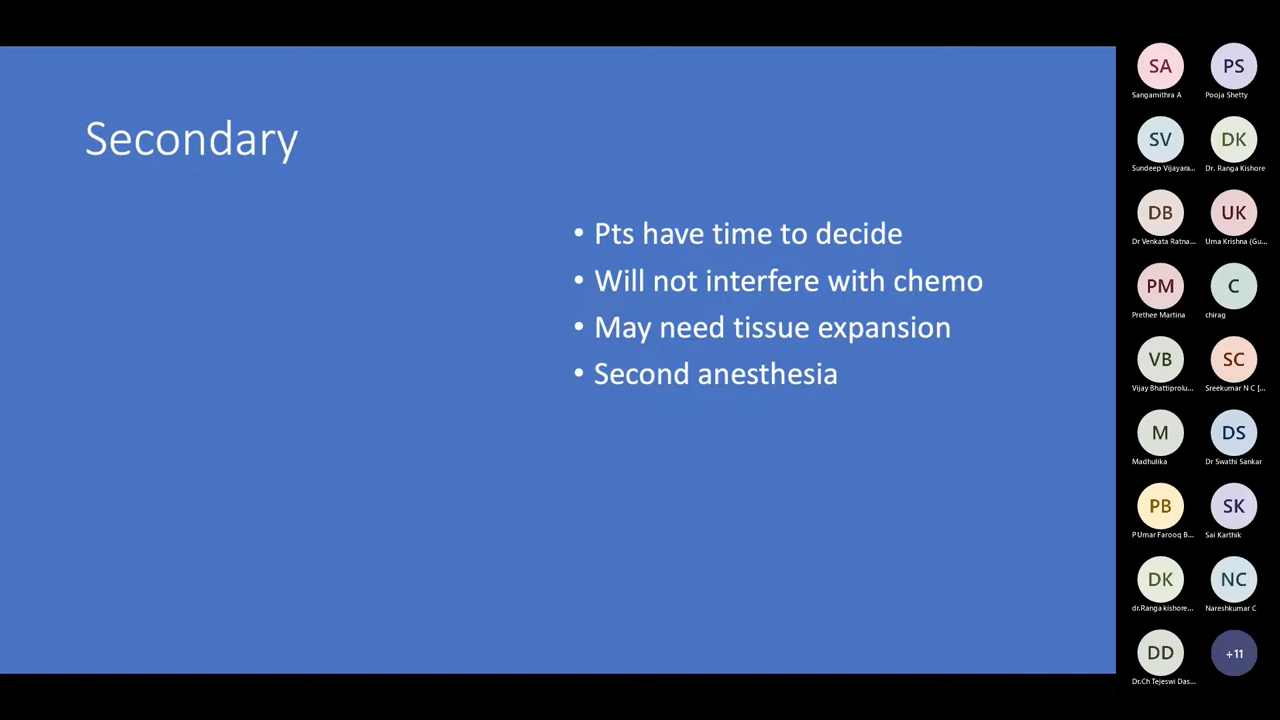 Secondary
• Pts have time to decide
• Will not interfere with chemo
• May need tissue expansion
• Second anesthesia
SA
Sangamithra A
PS
Pooja Shetty
SV
Sundeep Vijayara...
DK
Dr. Ranga Kishore
DB
Dr Venkata Ratna...
UK
Uma Krishna (Gu...
PM
Prethee Martina
C
chirag
VB
Vijay Bhattiprolu...
SC
Sreekumar N C [...
M
Madhulika
DS
Dr Swathi Sankar
PB
P Umar Farooq B...
SK
Sai Karthik
DK
dr.Ranga kishore...
NC
Nareshkumar C
DD
Dr.Ch Tejeswi Das...
+11